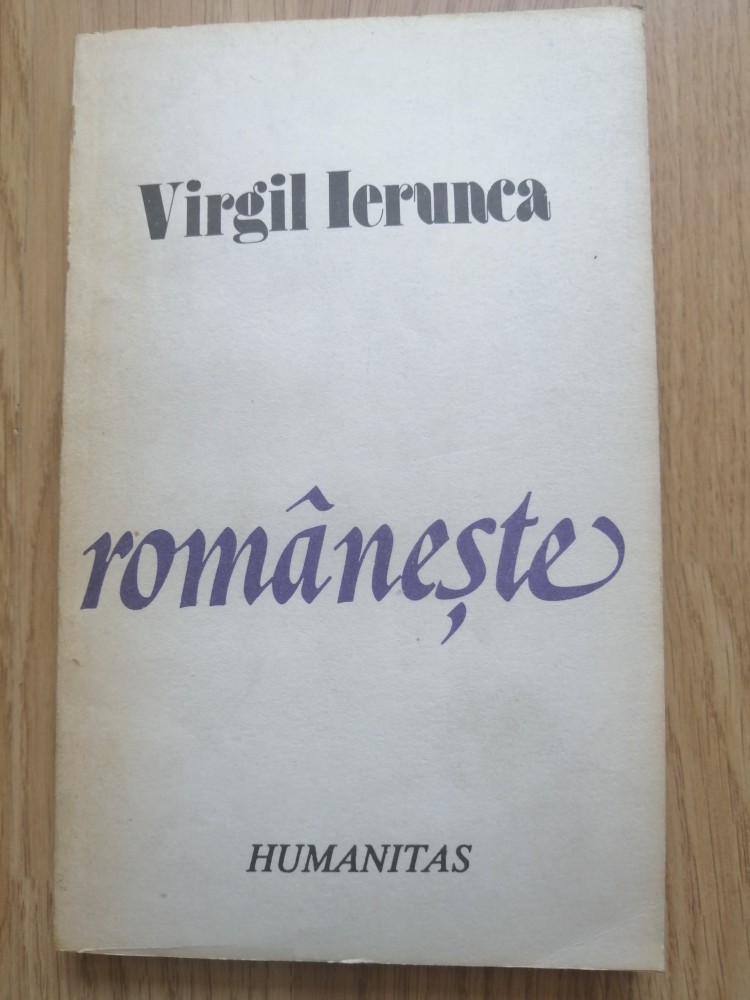 Virgil Ierunca
românește
HUMANITAS